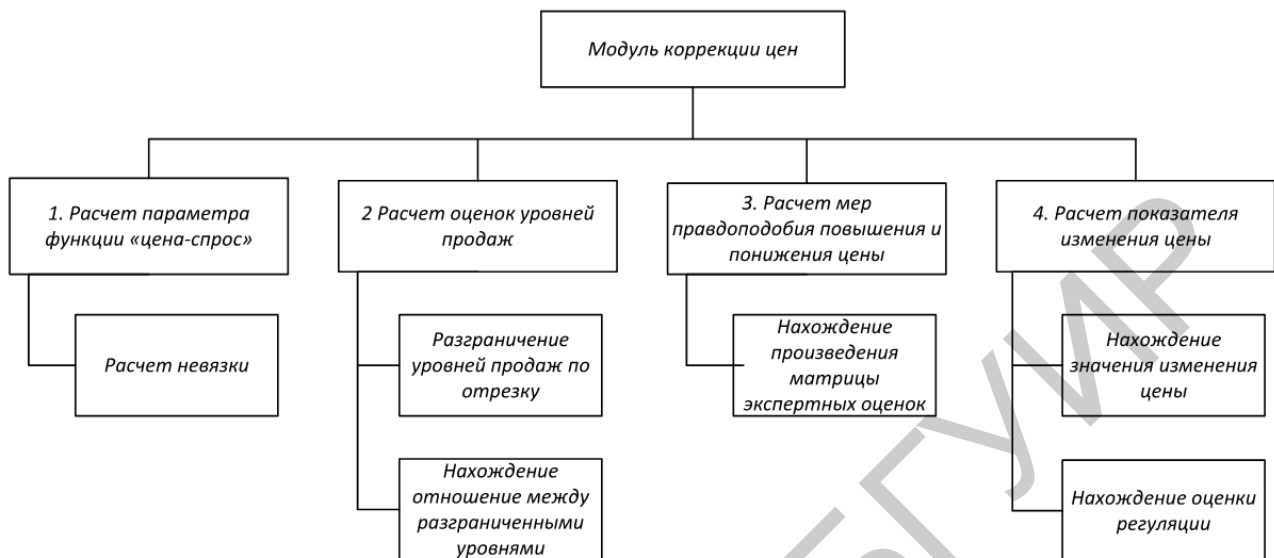 Модуль коррекции цен
1. Расчет параметра
функции «цена-спрос»
2 Расчет оценок уровней
продаж
3. Расчет мер
правдоподобия повышения и
понижения цены
4. Расчет показателя
изменения цены
Расчет невязки
Разграничение
уровней продаж по
отрезку
Нахождение
произведения
матрицы
экспертных оценок
Нахождение
значения изменения
цены
Нахождение
отношение между
разграниченными
уровнями
Нахождение оценки
регуляции
БГУИР